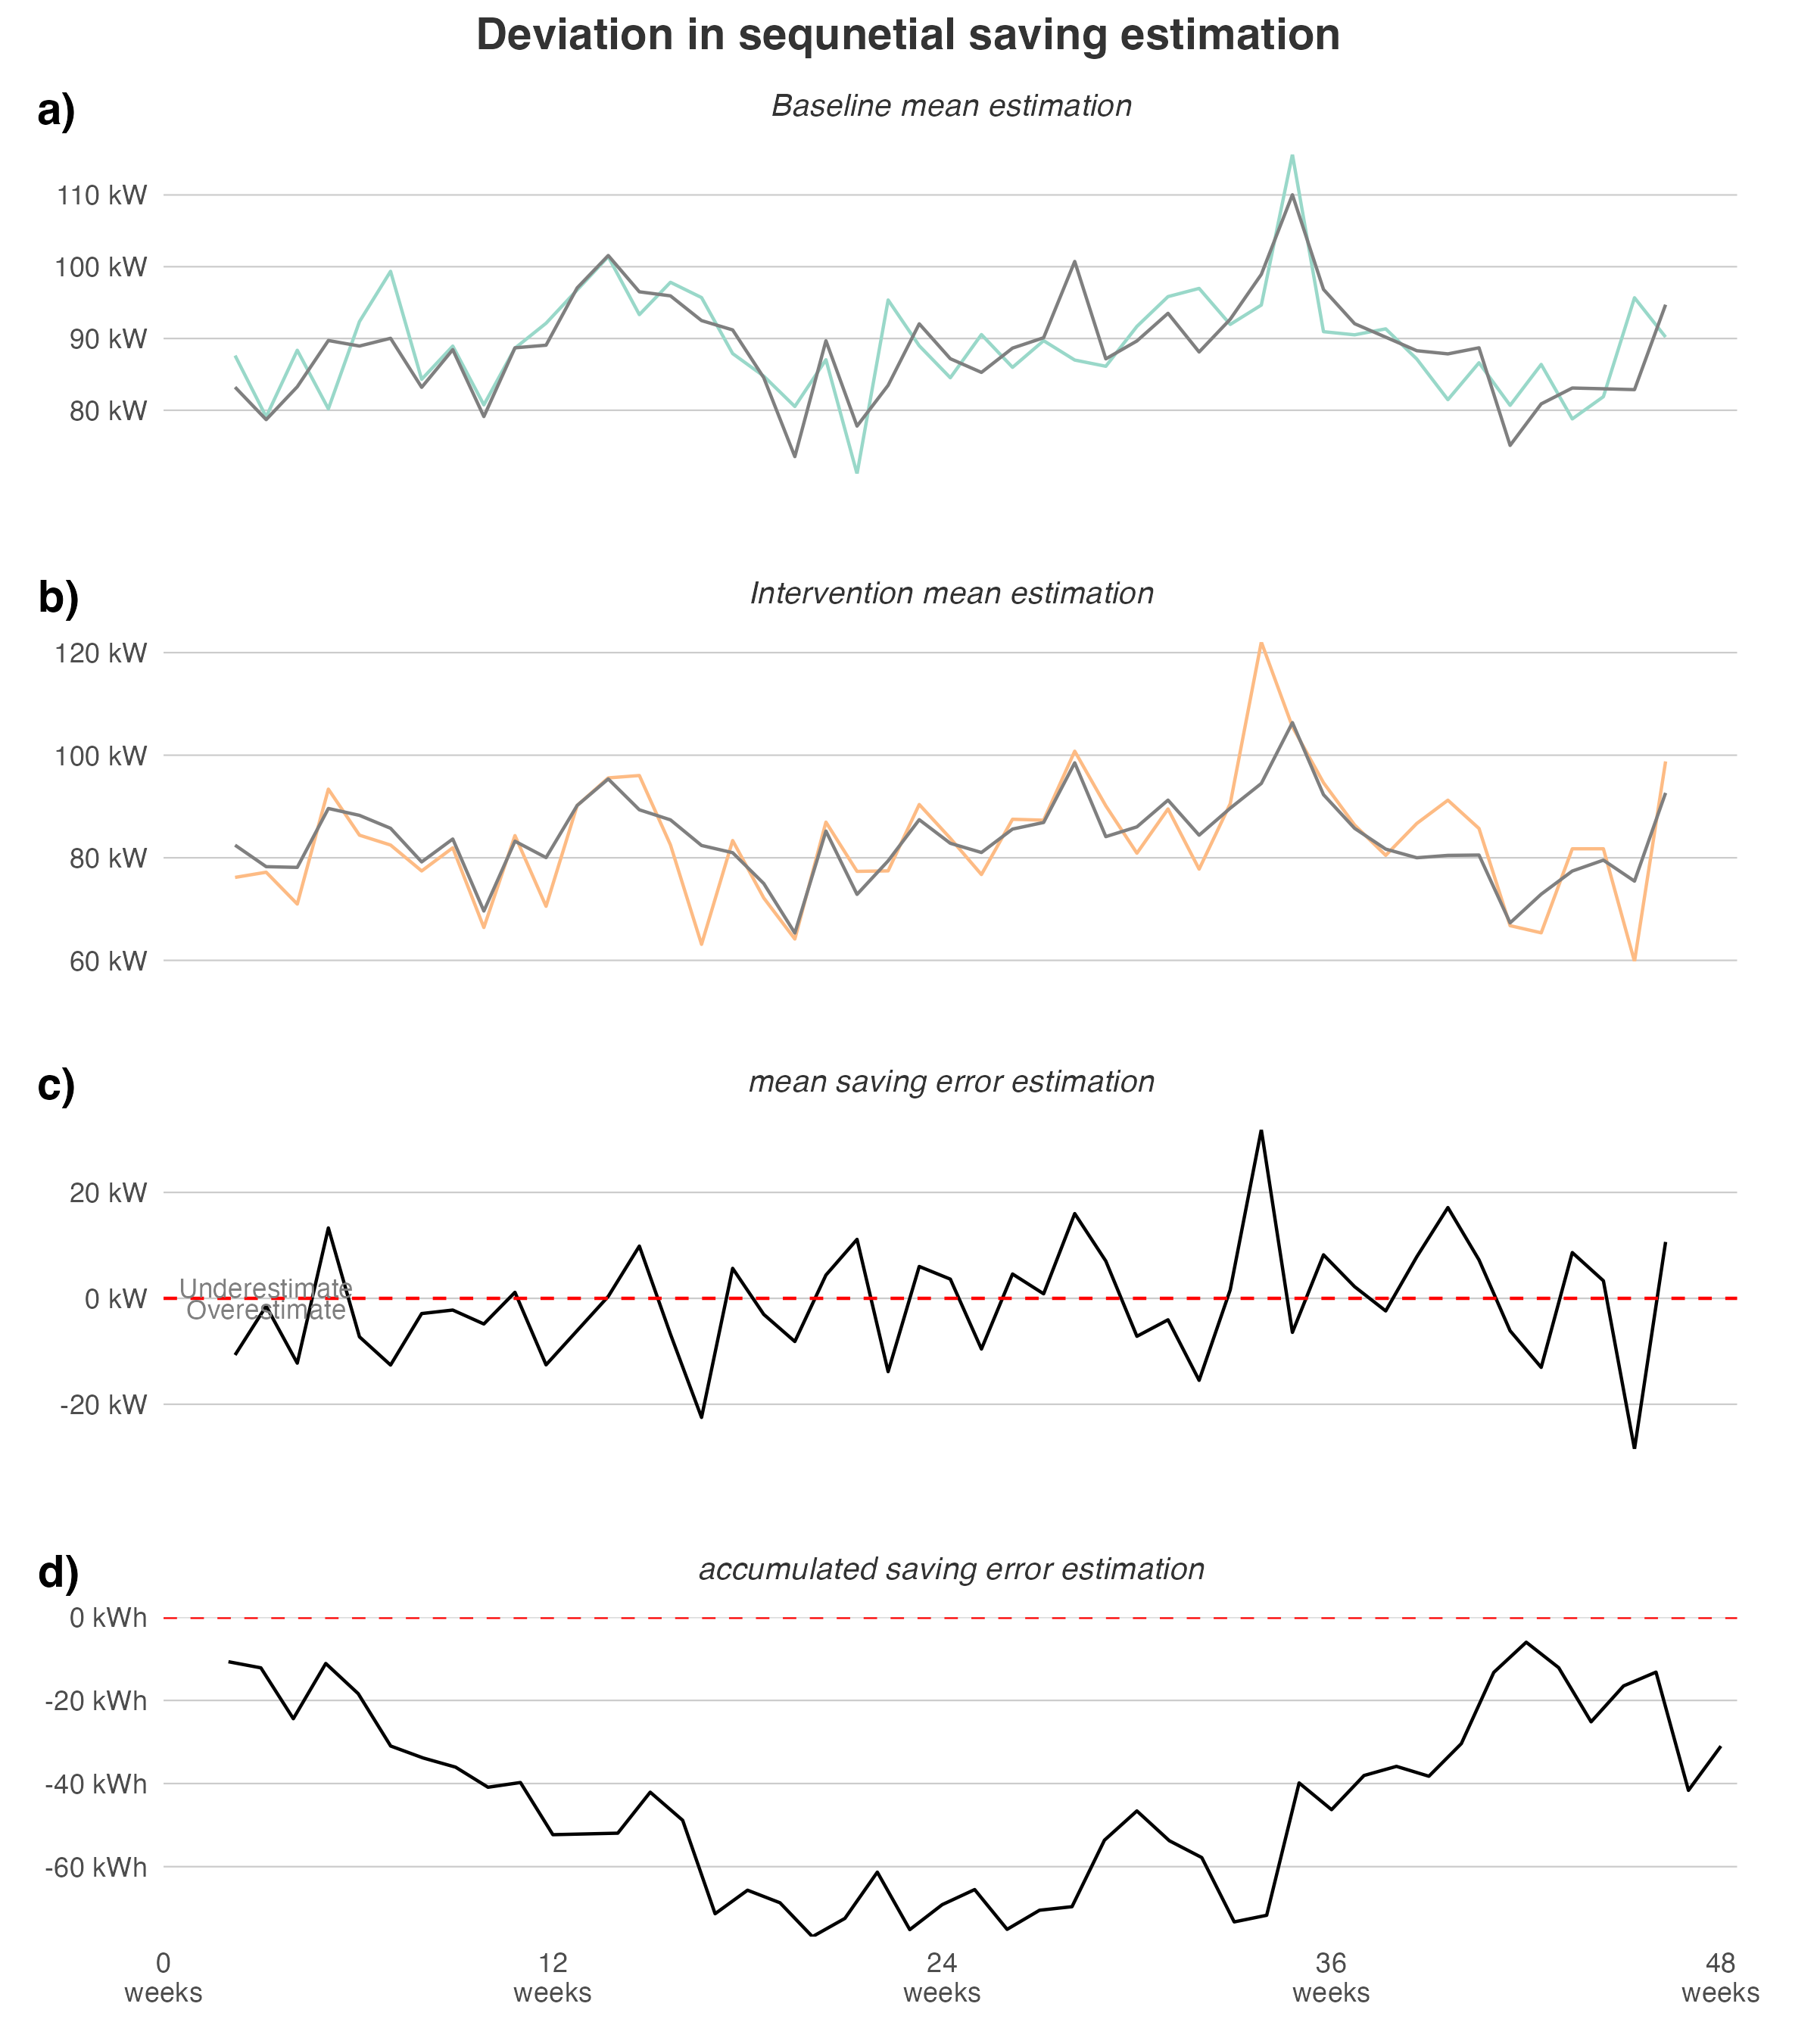 Deviation in sequnetial saving estimation
a)
Baseline mean estimation
110 kW
100 kW
90 kW
80 kW
b)
Intervention mean estimation
120 kW
100 kW
80 kW
60 kW
c)
mean saving error estimation
20 kW
Underestimate
0 kW
Overestimate
-20 kW
d)
accumulated saving error estimation
0 kWh
-20 kWh
-40 kWh
-60 kWh
0 12 24 36 48
weeks weeks weeks weeks weeks